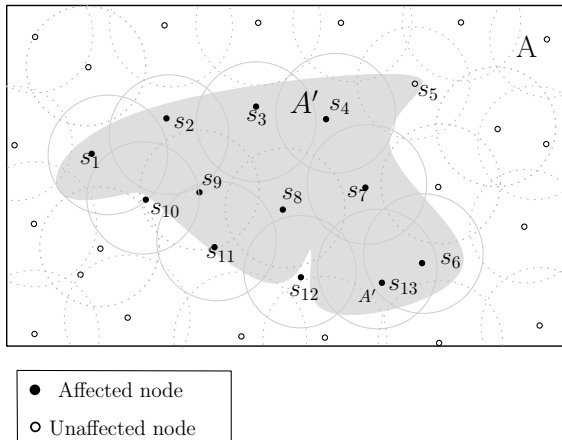 A
A′
s5
s3
s4
s2
s1
s9
s7
s8
s10
s11
s6
s12
s13
A′
Affected node
Unaffected node